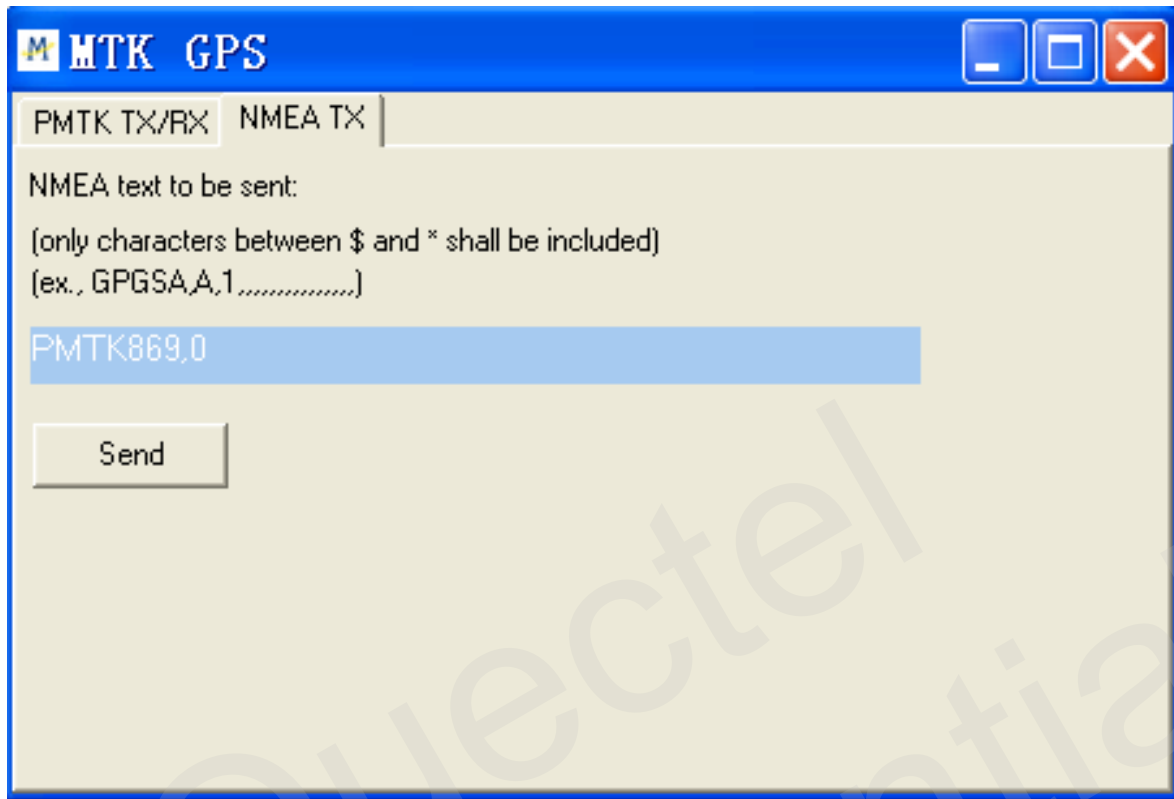 MTK GPS
PMTK TX/RX NMEA TX
NMEA text to be sent:
(only characters between $ and * shall be included)
(ex., GPGSA,A,1,,,,,,,,,,,,,,,)
PMTK869,0
Send
Quectel